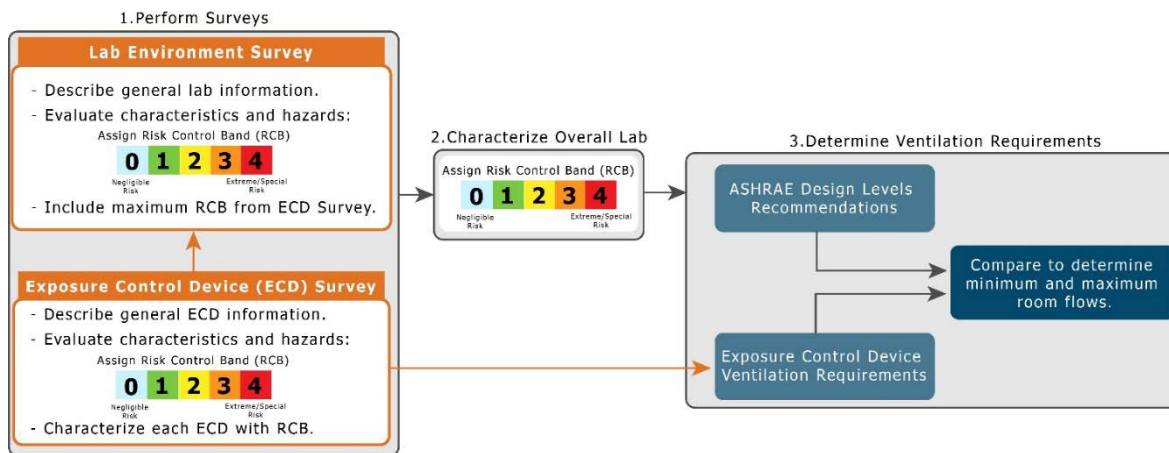 1.Perform Surveys
Lab Environment Survey
- Describe general lab information.
- Evaluate characteristics and hazards:
Assign Risk Control Band (RCB)
0 1 2 3 4
Negligible
Risk
Extreme/Special
Risk
- Include maximum RCB from ECD Survey.
Exposure Control Device (ECD) Survey
- Describe general ECD information.
- Evaluate characteristics and hazards:
Assign Risk Control Band (RCB)
0 1 2 3 4
Negligible
Risk
Extreme/Special
Risk
- Characterize each ECD with RCB.
2.Characterize Overall Lab
Assign Risk Control Band (RCB)
0 1 2 3 4
Negligible
Risk
Extreme/Special
Risk
3.Determine Ventilation Requirements
ASHRAE Design Levels
Recommendations
Exposure Control Device
Ventilation Requirements
Compare to determine
minimum and maximum
room flows.